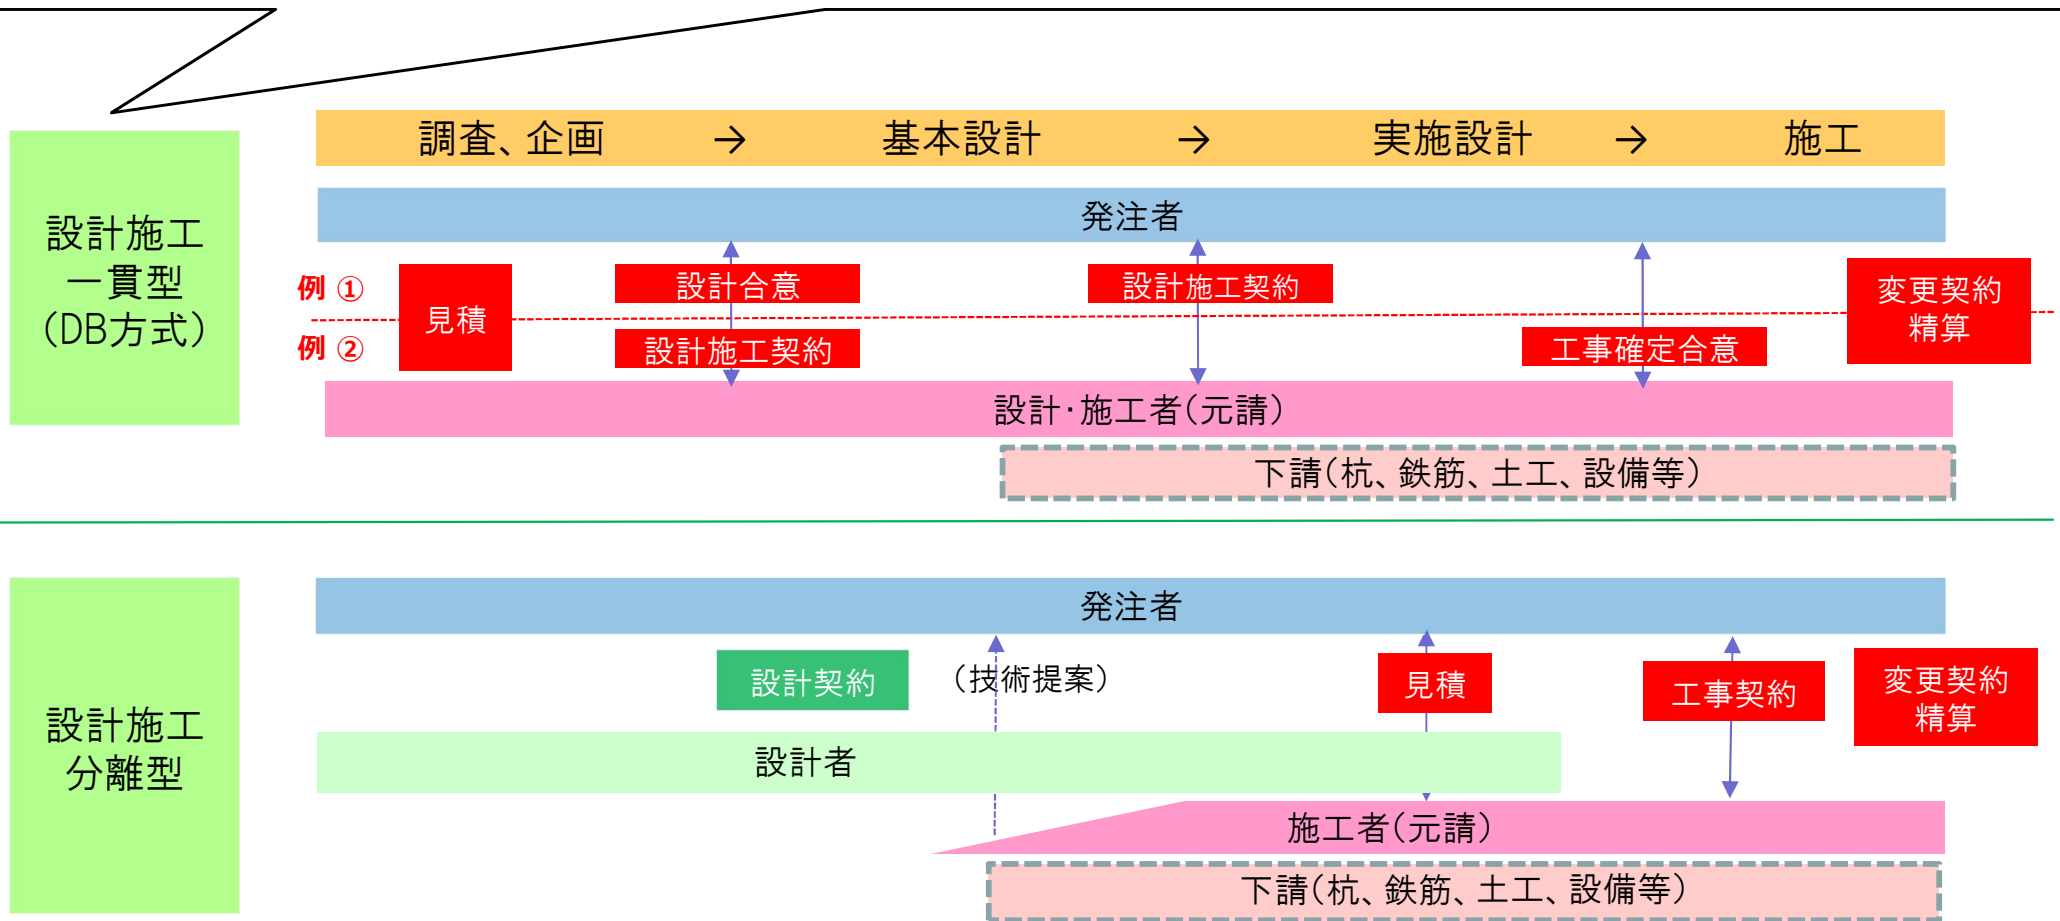 調査、企画 → 基本設計 → 実施設計 → 施工
設計施工
一貫型
（DB方式）
発注者
例 ①
例 ②
見積
設計合意
設計施工契約
設計施工契約
工事確定合意
変更契約
精算
設計・施工者（元請）
下請（杭、鉄筋、土工、設備等）
設計施工
分離型
発注者
設計契約
（技術提案）
見積
工事契約
変更契約
精算
設計者
施工者（元請）
下請（杭、鉄筋、土工、設備等）